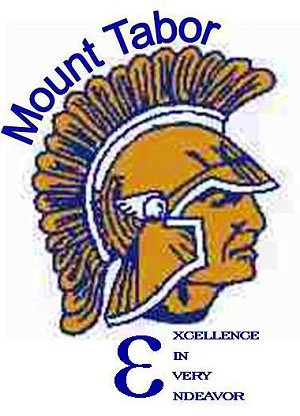 Mount Tabor
ε XCELLENCE
IN
VERY
NDEAVOR